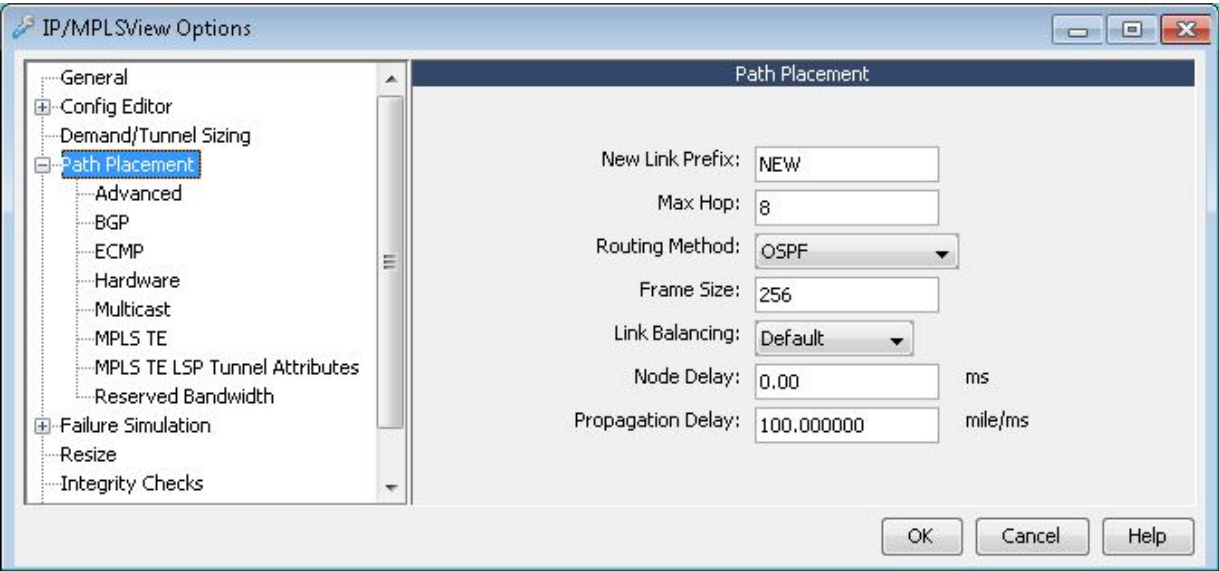 IP/MPLSView Options
General
Config Editor
Demand/Tunnel Sizing
Path Placement
Advanced
BGP
ECMP
Hardware
Multicast
MPLS TE
MPLS TE LSP Tunnel Attributes
Reserved Bandwidth
Failure Simulation
Resize
Integrity Checks
Path Placement
New Link Prefix: NEW
Max Hop: 8
Routing Method: OSPF
Frame Size: 256
Link Balancing: Default
Node Delay: 0.00 ms
Propagation Delay: 100.000000 mile/ms
OK Cancel Help